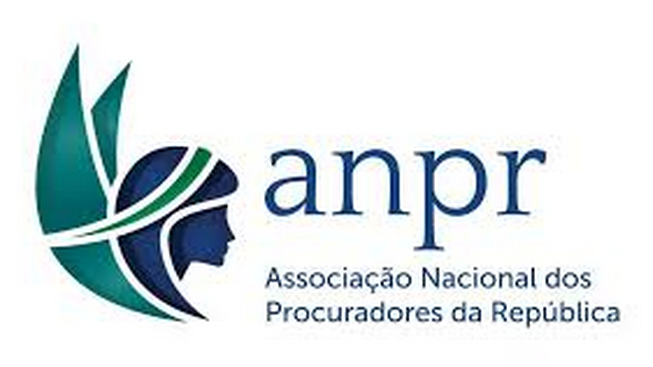 anpr
Associação Nacional dos
Procuradores da República